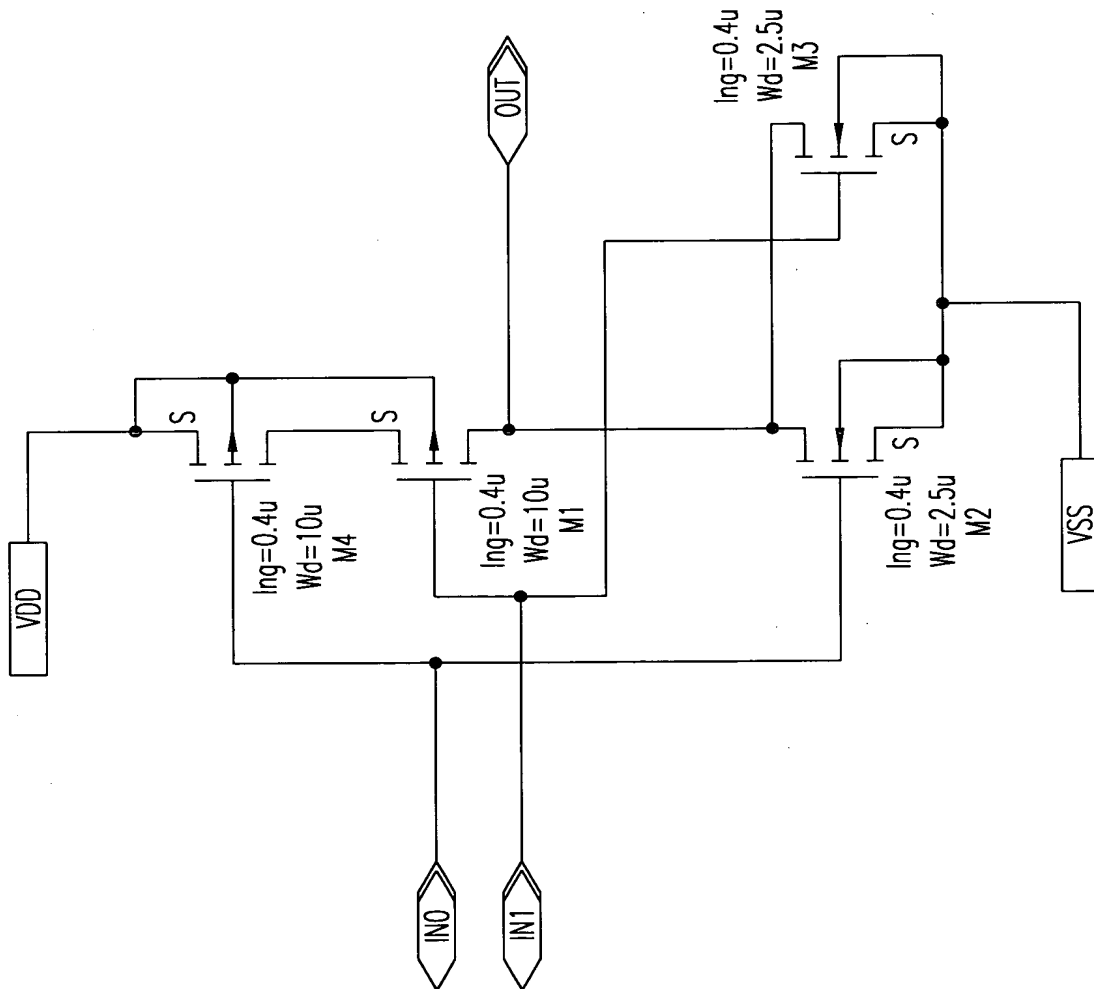 lng=0.4u
Wd=2.5u
M3
S
OUT
S
lng=0.4u
Wd=10u
M4
S
lng=0.4u
Wd=10u
M1
S
lng=0.4u
Wd=2.5u
M2
VDD
VSS
IN0
IN1